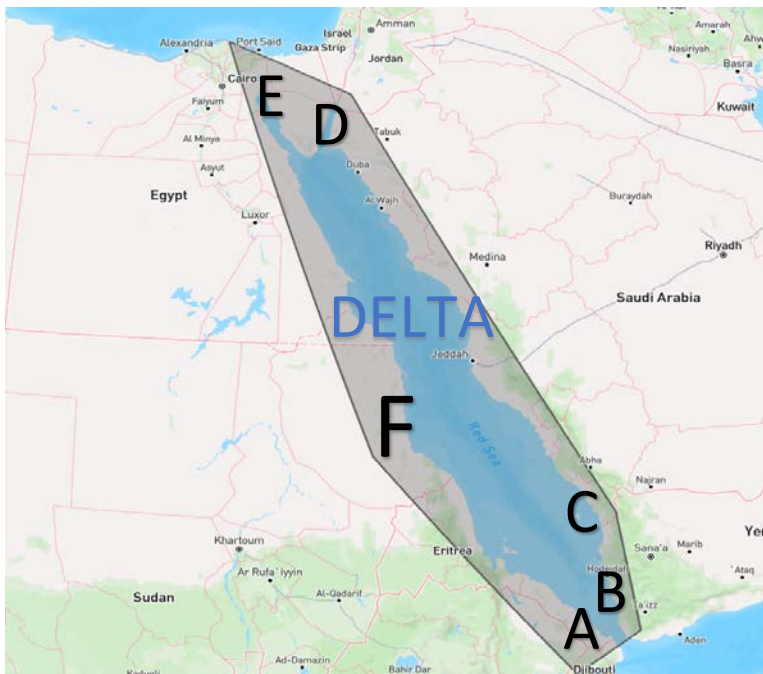 Alexandria
Port Said
Israel
Amman
Gaza Strip
Jordan
Amarah
Ahw
Nasiriyah
Basra
Cairo
Kuwait
Faiyum
E
D
Tabuk
Al Minya
Duba
Asyut
Egypt
Al Wajh
Buraydah
Luxor
Medina
Riyadh
Saudi Arabia
DELTA
Jeddah
F
Red Sea
Abha
Najran
C
Khartoum
Eritrea
Sana'a
Marib
Ye
Hodeidah
Ar Rufa`iyyin
`Ataq
Sudan
Al-Qadarif
B
Ta'izz
A
Aden
Ad-Damazin
Bahir Dar
Djibouti